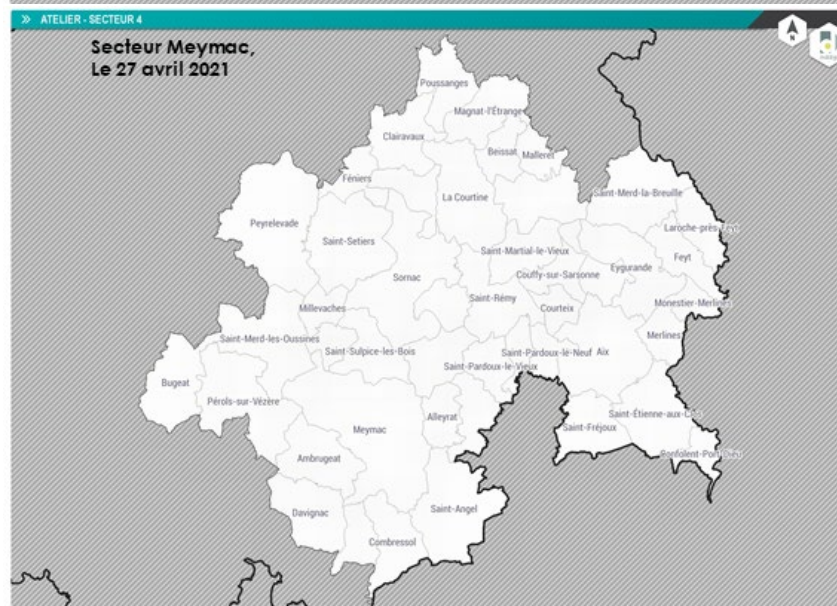 » ATELIER - SECTEUR 4
Secteur Meymac,
Le 27 avril 2021
N
Poussanges
Magnat-l'Étrange
Clairavaux
Beissat
Malleret
Féniers
La Courtine
Saint-Merd-la-Breuille
Peyrelevade
Laroche-près-Feyt
Saint-Setiers
Saint-Martial-le-Vieux
Feyt
Sornac
Couffy-sur-Sarsonne
Eygurande
Saint-Rémy
Millevaches
Courteix
Monestier-Merlines
Saint-Merd-les-Oussines
Merlines
Saint-Sulpice-les-Bois
Saint-Pardoux-le-Neuf
Aix
Saint-Pardoux-le-Vieux
Bugeat
Pérols-sur-Vézère
Alleyrat
Saint-Étienne-aux-Clos
Meymac
Saint-Fréjoux
Ambrugeat
Confolent-Port-Dieu
Saint-Angel
Davignac
Combressol